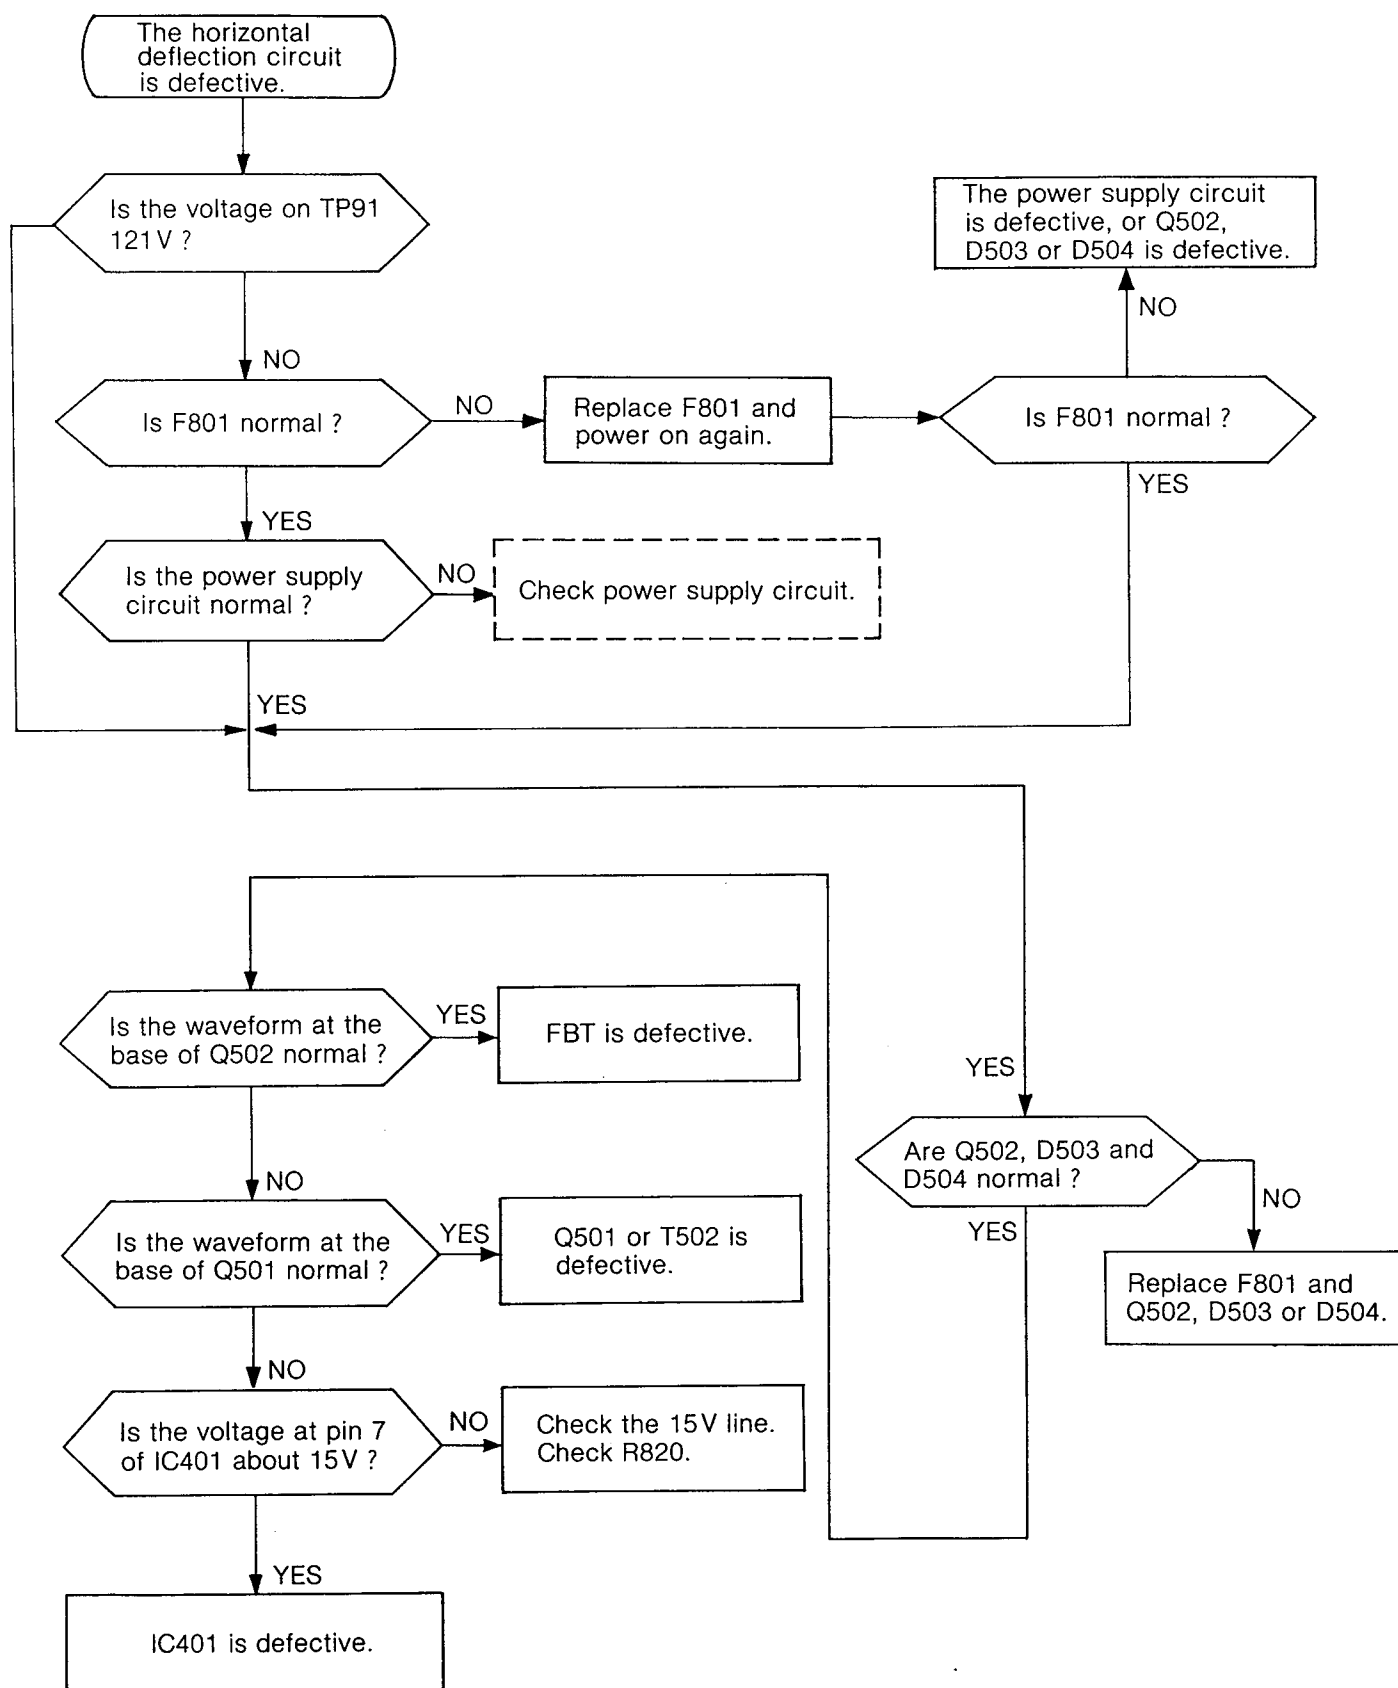 The horizontal
deflection circuit
is defective.
Is the voltage on TP91
121V ?
The power supply circuit
is defective, or Q502,
D503 or D504 is defective.
NO
NO
Is F801 normal ?
NO
Replace F801 and
power on again.
Is F801 normal ?
YES
YES
Is the power supply
circuit normal ?
NO
Check power supply circuit.
YES
Is the waveform at the
base of Q502 normal ?
YES
FBT is defective.
YES
Are Q502, D503 and
D504 normal ?
NO
YES
NO
Is the waveform at the
base of Q501 normal ?
YES
Q501 or T502 is
defective.
Replace F801 and
Q502, D503 or D504.
NO
Is the voltage at pin 7
of IC401 about 15V ?
NO
Check the 15V line.
Check R820.
YES
IC401 is defective.